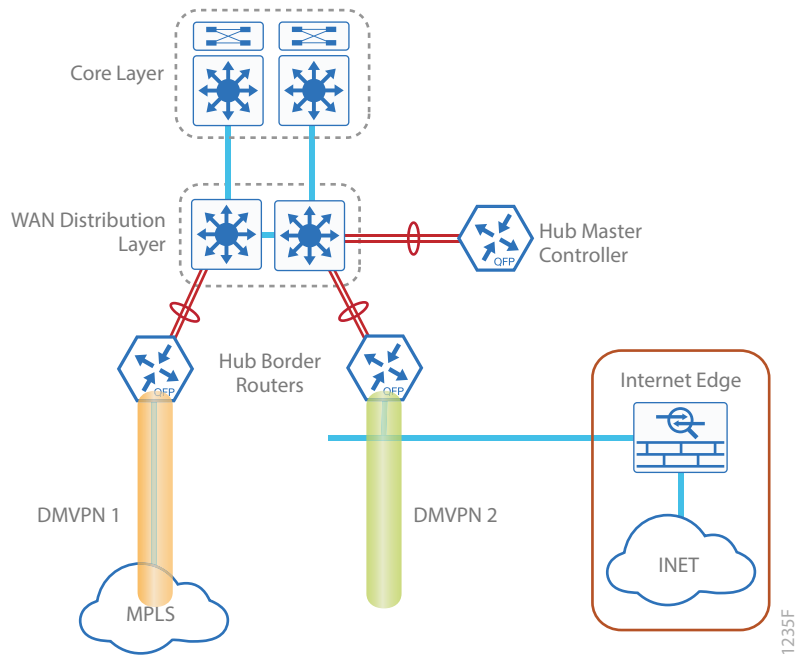 Core Layer
WAN Distribution
Layer
QFP
Hub Master
Controller
QFP
Hub Border
Routers
QFP
Internet Edge
DMVPN 1
DMVPN 2
INET
MPLS
1235F